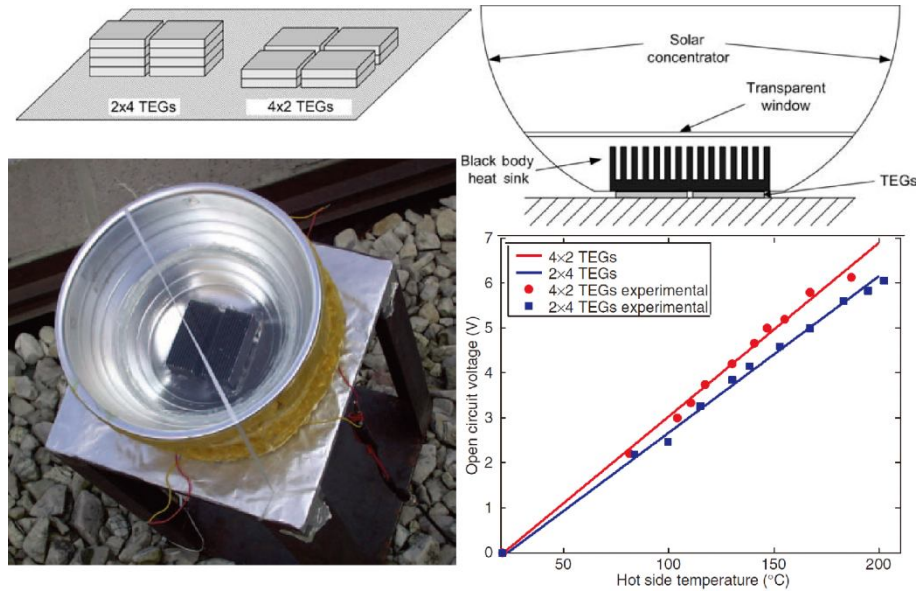 2x4 TEGs
4x2 TEGs
Solar
concentrator
Transparent
window
Black body
heat sink
TEGs
7
6
5
4
3
2
1
0
50
100
150
200
Open circuit voltage (V)
Hot side temperature (°C)
4×2 TEGs
2×4 TEGs
4×2 TEGs experimental
2×4 TEGs experimental